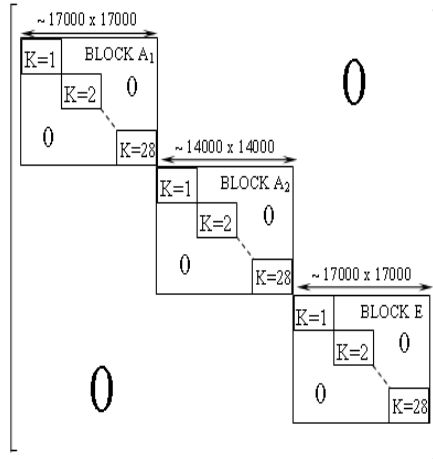 ~ 17000 x 17000
K=1 BLOCK A₁
K=2 0
0
K=28
0
~ 14000 x 14000
K=1 BLOCK A₂
K=2 0
0
K=28
~ 17000 x 17000
K=1 BLOCK E
K=2 0
0
K=28
0